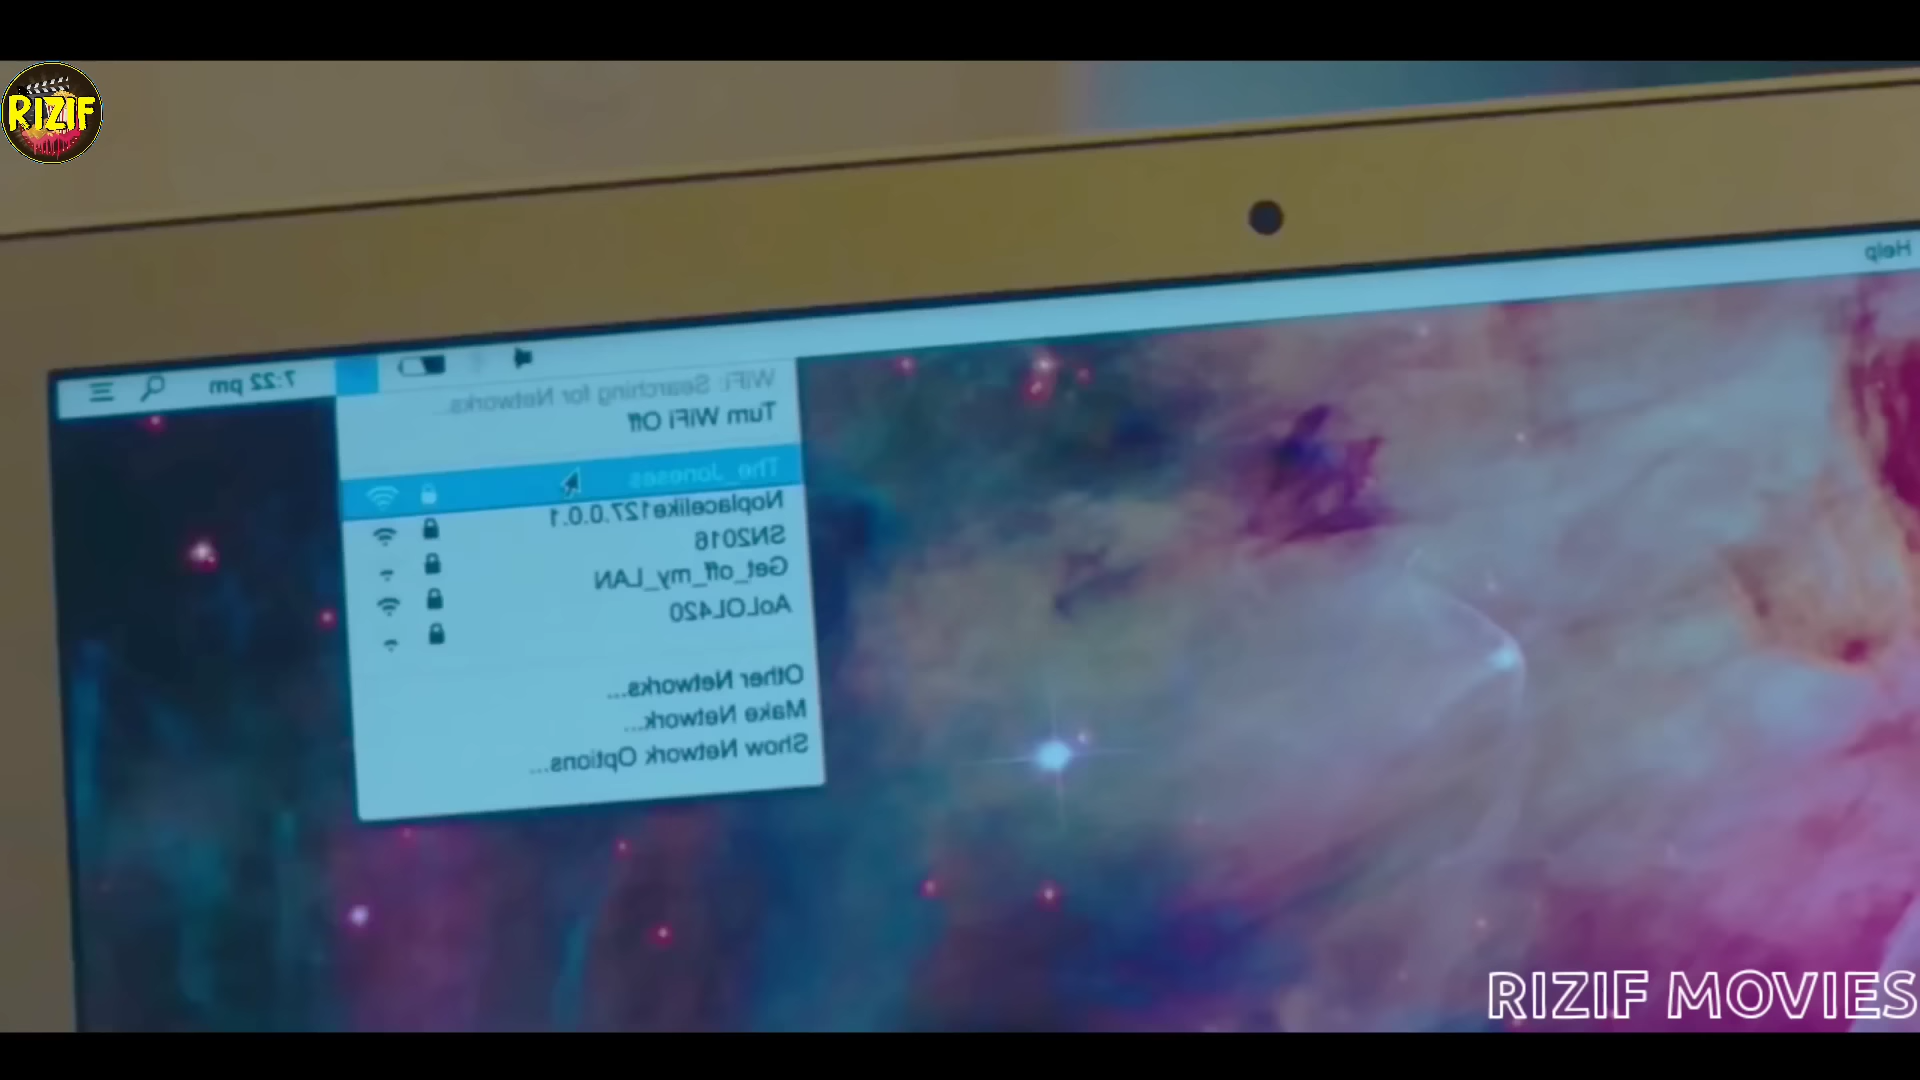 RIZIF
Help
7:22 pm
WiFi: Searching for Networks...
Turn WiFi Off
The_Joneses
Noplacelike127.0.0.1
SN2016
Get_off_my_LAN
AoLOL420
Other Networks...
Make Network...
Show Network Options...
RIZIF MOVIES